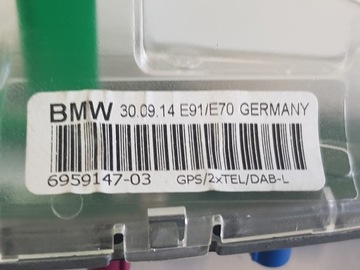 BMW 30.09.14 E91/E70 GERMANY
6959147-03 GPS/2xTEL/DAB-L